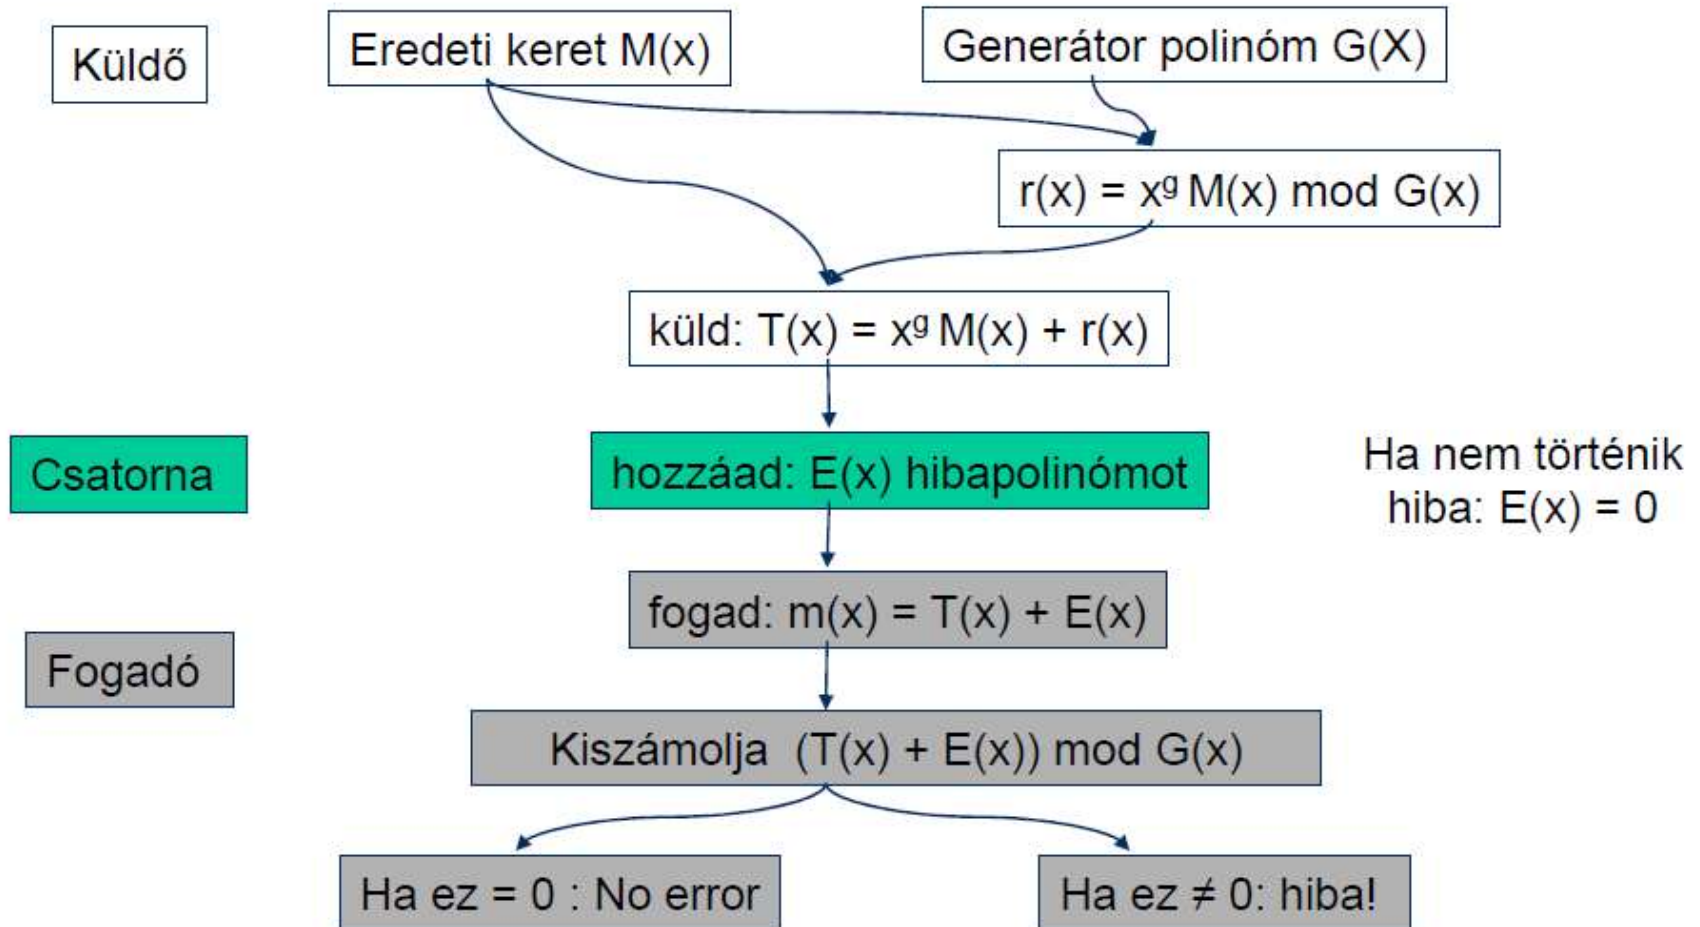 Küldő
Eredeti keret M(x)
Generátor polinóm G(X)
r(x) = xᵍ M(x) mod G(x)
küld: T(x) = xᵍ M(x) + r(x)
Csatorna
hozzáad: E(x) hibapolinómot
Ha nem történik
hiba: E(x) = 0
fogad: m(x) = T(x) + E(x)
Fogadó
Kiszámolja (T(x) + E(x)) mod G(x)
Ha ez = 0 : No error
Ha ez ≠ 0: hiba!